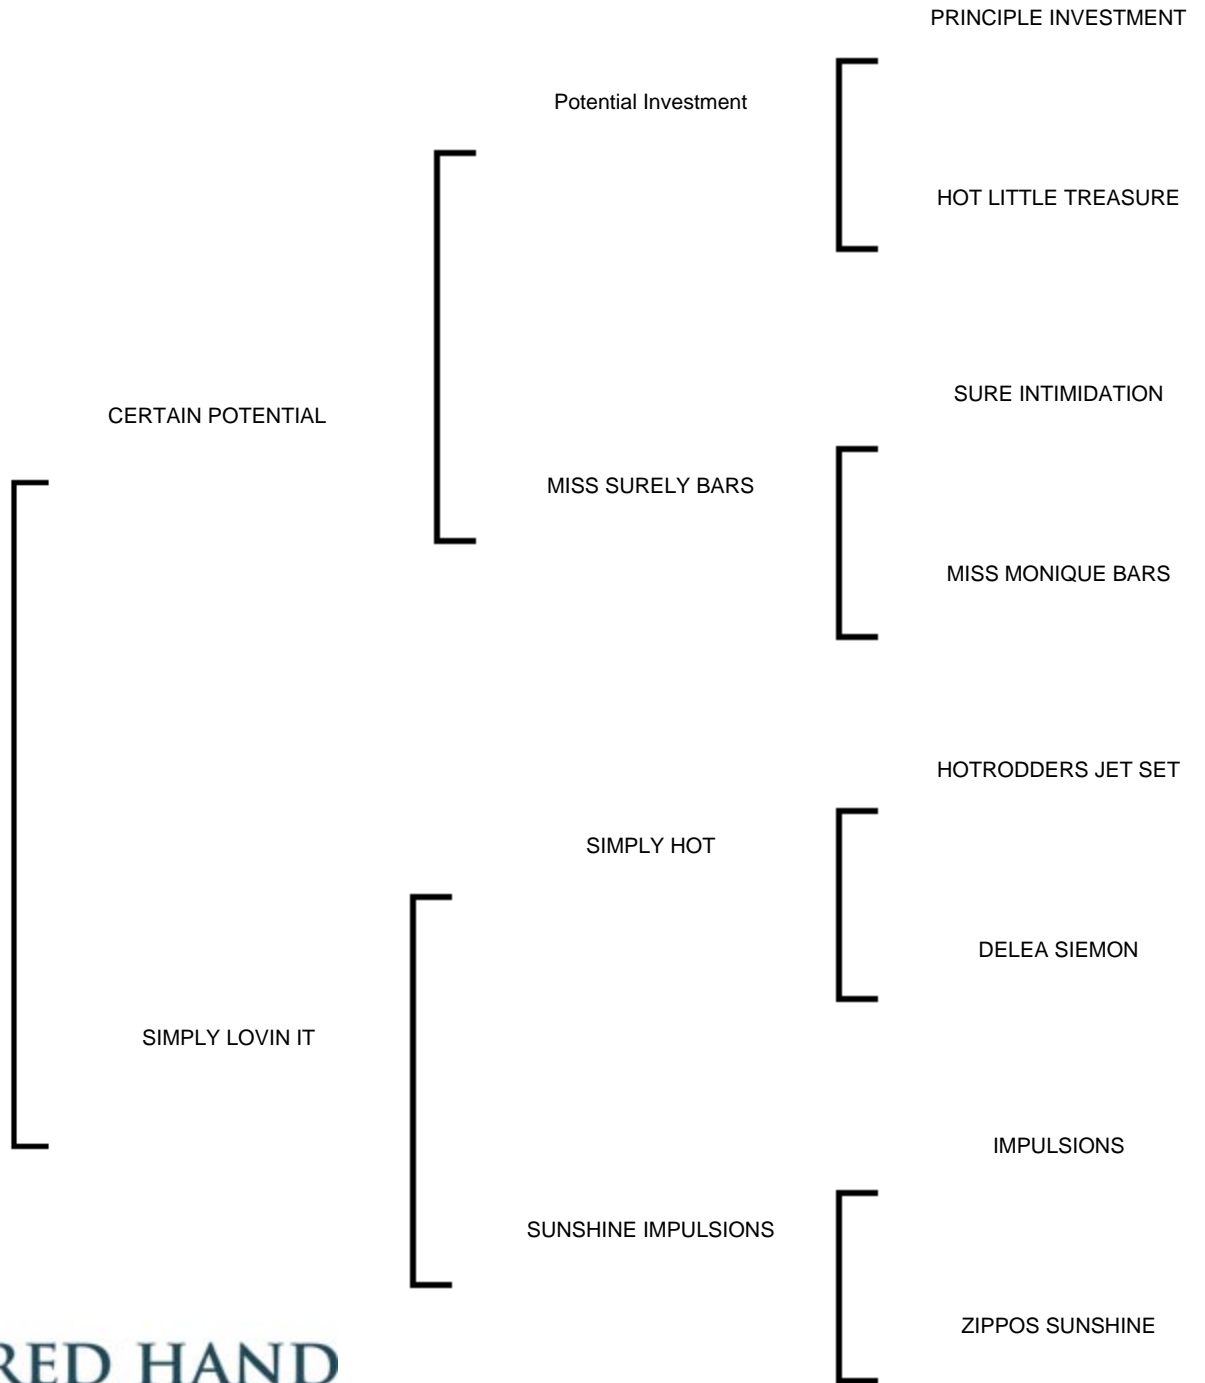 PRINCIPLE INVESTMENT
Potential Investment
HOT LITTLE TREASURE
SURE INTIMIDATION
CERTAIN POTENTIAL
MISS SURELY BARS
MISS MONIQUE BARS
HOTRODDERS JET SET
SIMPLY HOT
DELEA SIEMON
SIMPLY LOVIN IT
IMPULSIONS
SUNSHINE IMPULSIONS
ZIPPOS SUNSHINE
RED HAND